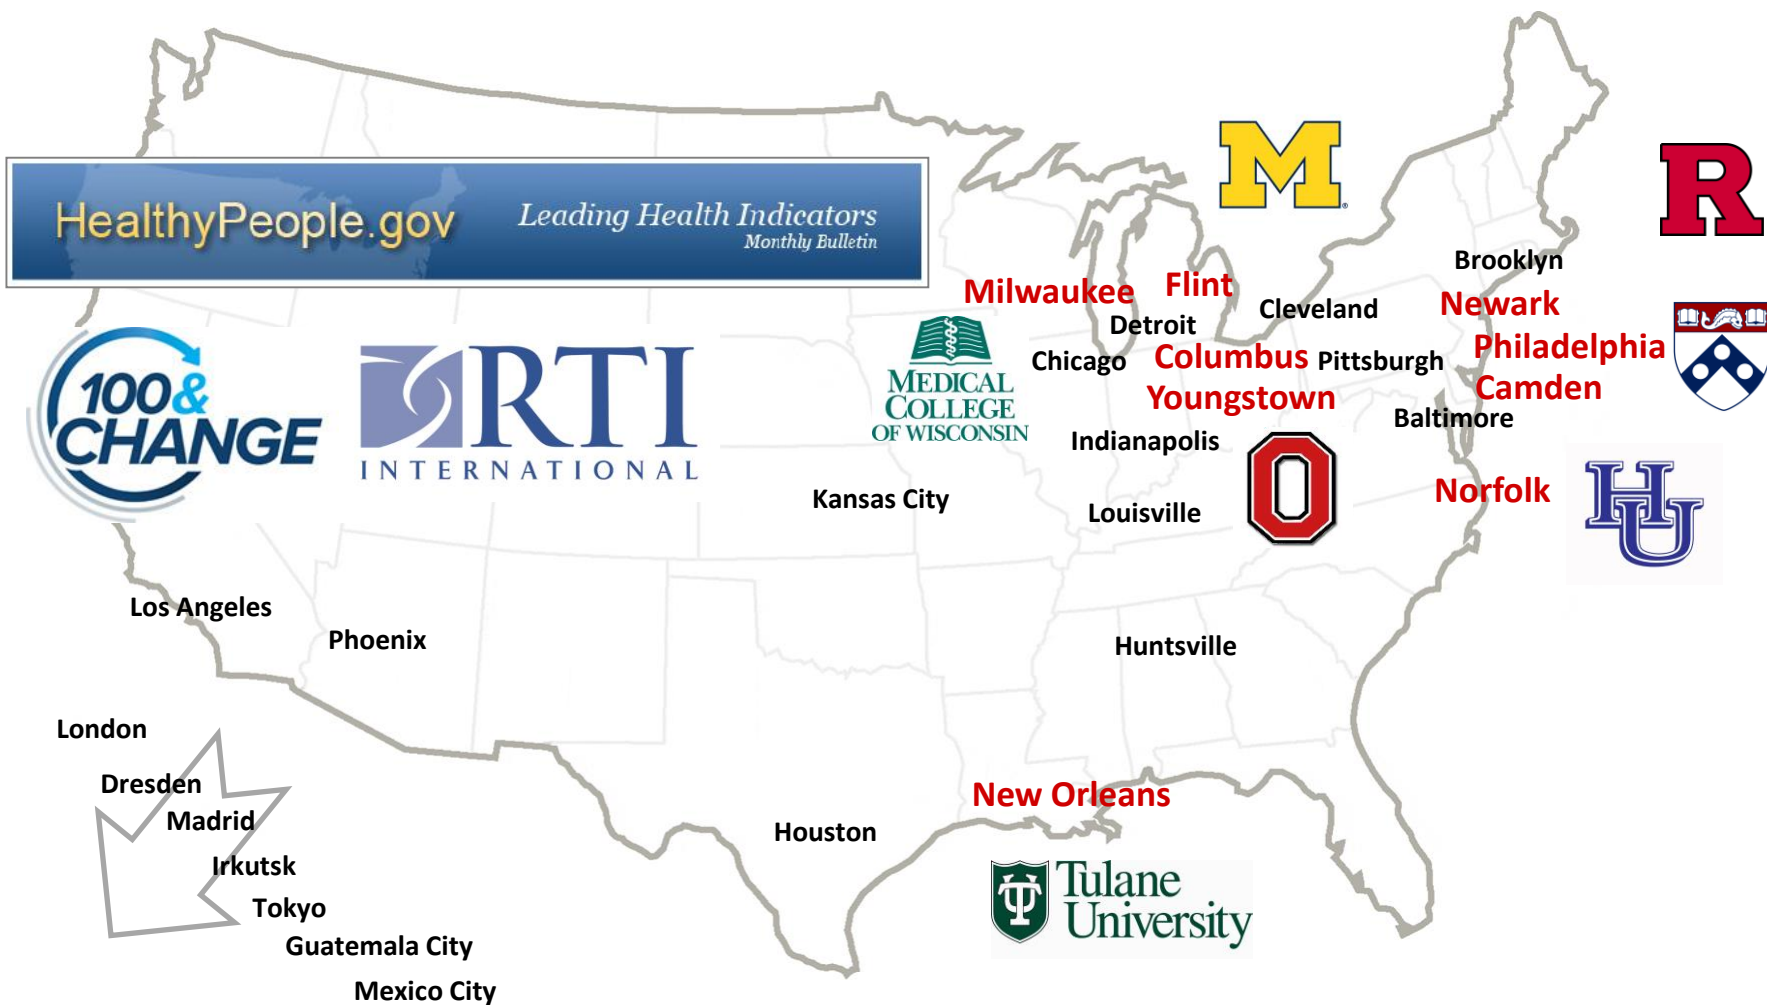 M
R
HealthyPeople.gov
Leading Health Indicators
Monthly Bulletin
Brooklyn
Milwaukee
Flint
Cleveland
Newark
Detroit
Chicago
Columbus
Pittsburgh
Philadelphia
Youngstown
Camden
Baltimore
100&
CHANGE
RTI
INTERNATIONAL
MEDICAL
COLLEGE
OF WISCONSIN
Indianapolis
O
Kansas City
Louisville
Norfolk
HU
Los Angeles
Phoenix
Huntsville
London
Dresden
Madrid
Irkutsk
Tokyo
Guatemala City
Mexico City
New Orleans
Houston
TU
Tulane
University